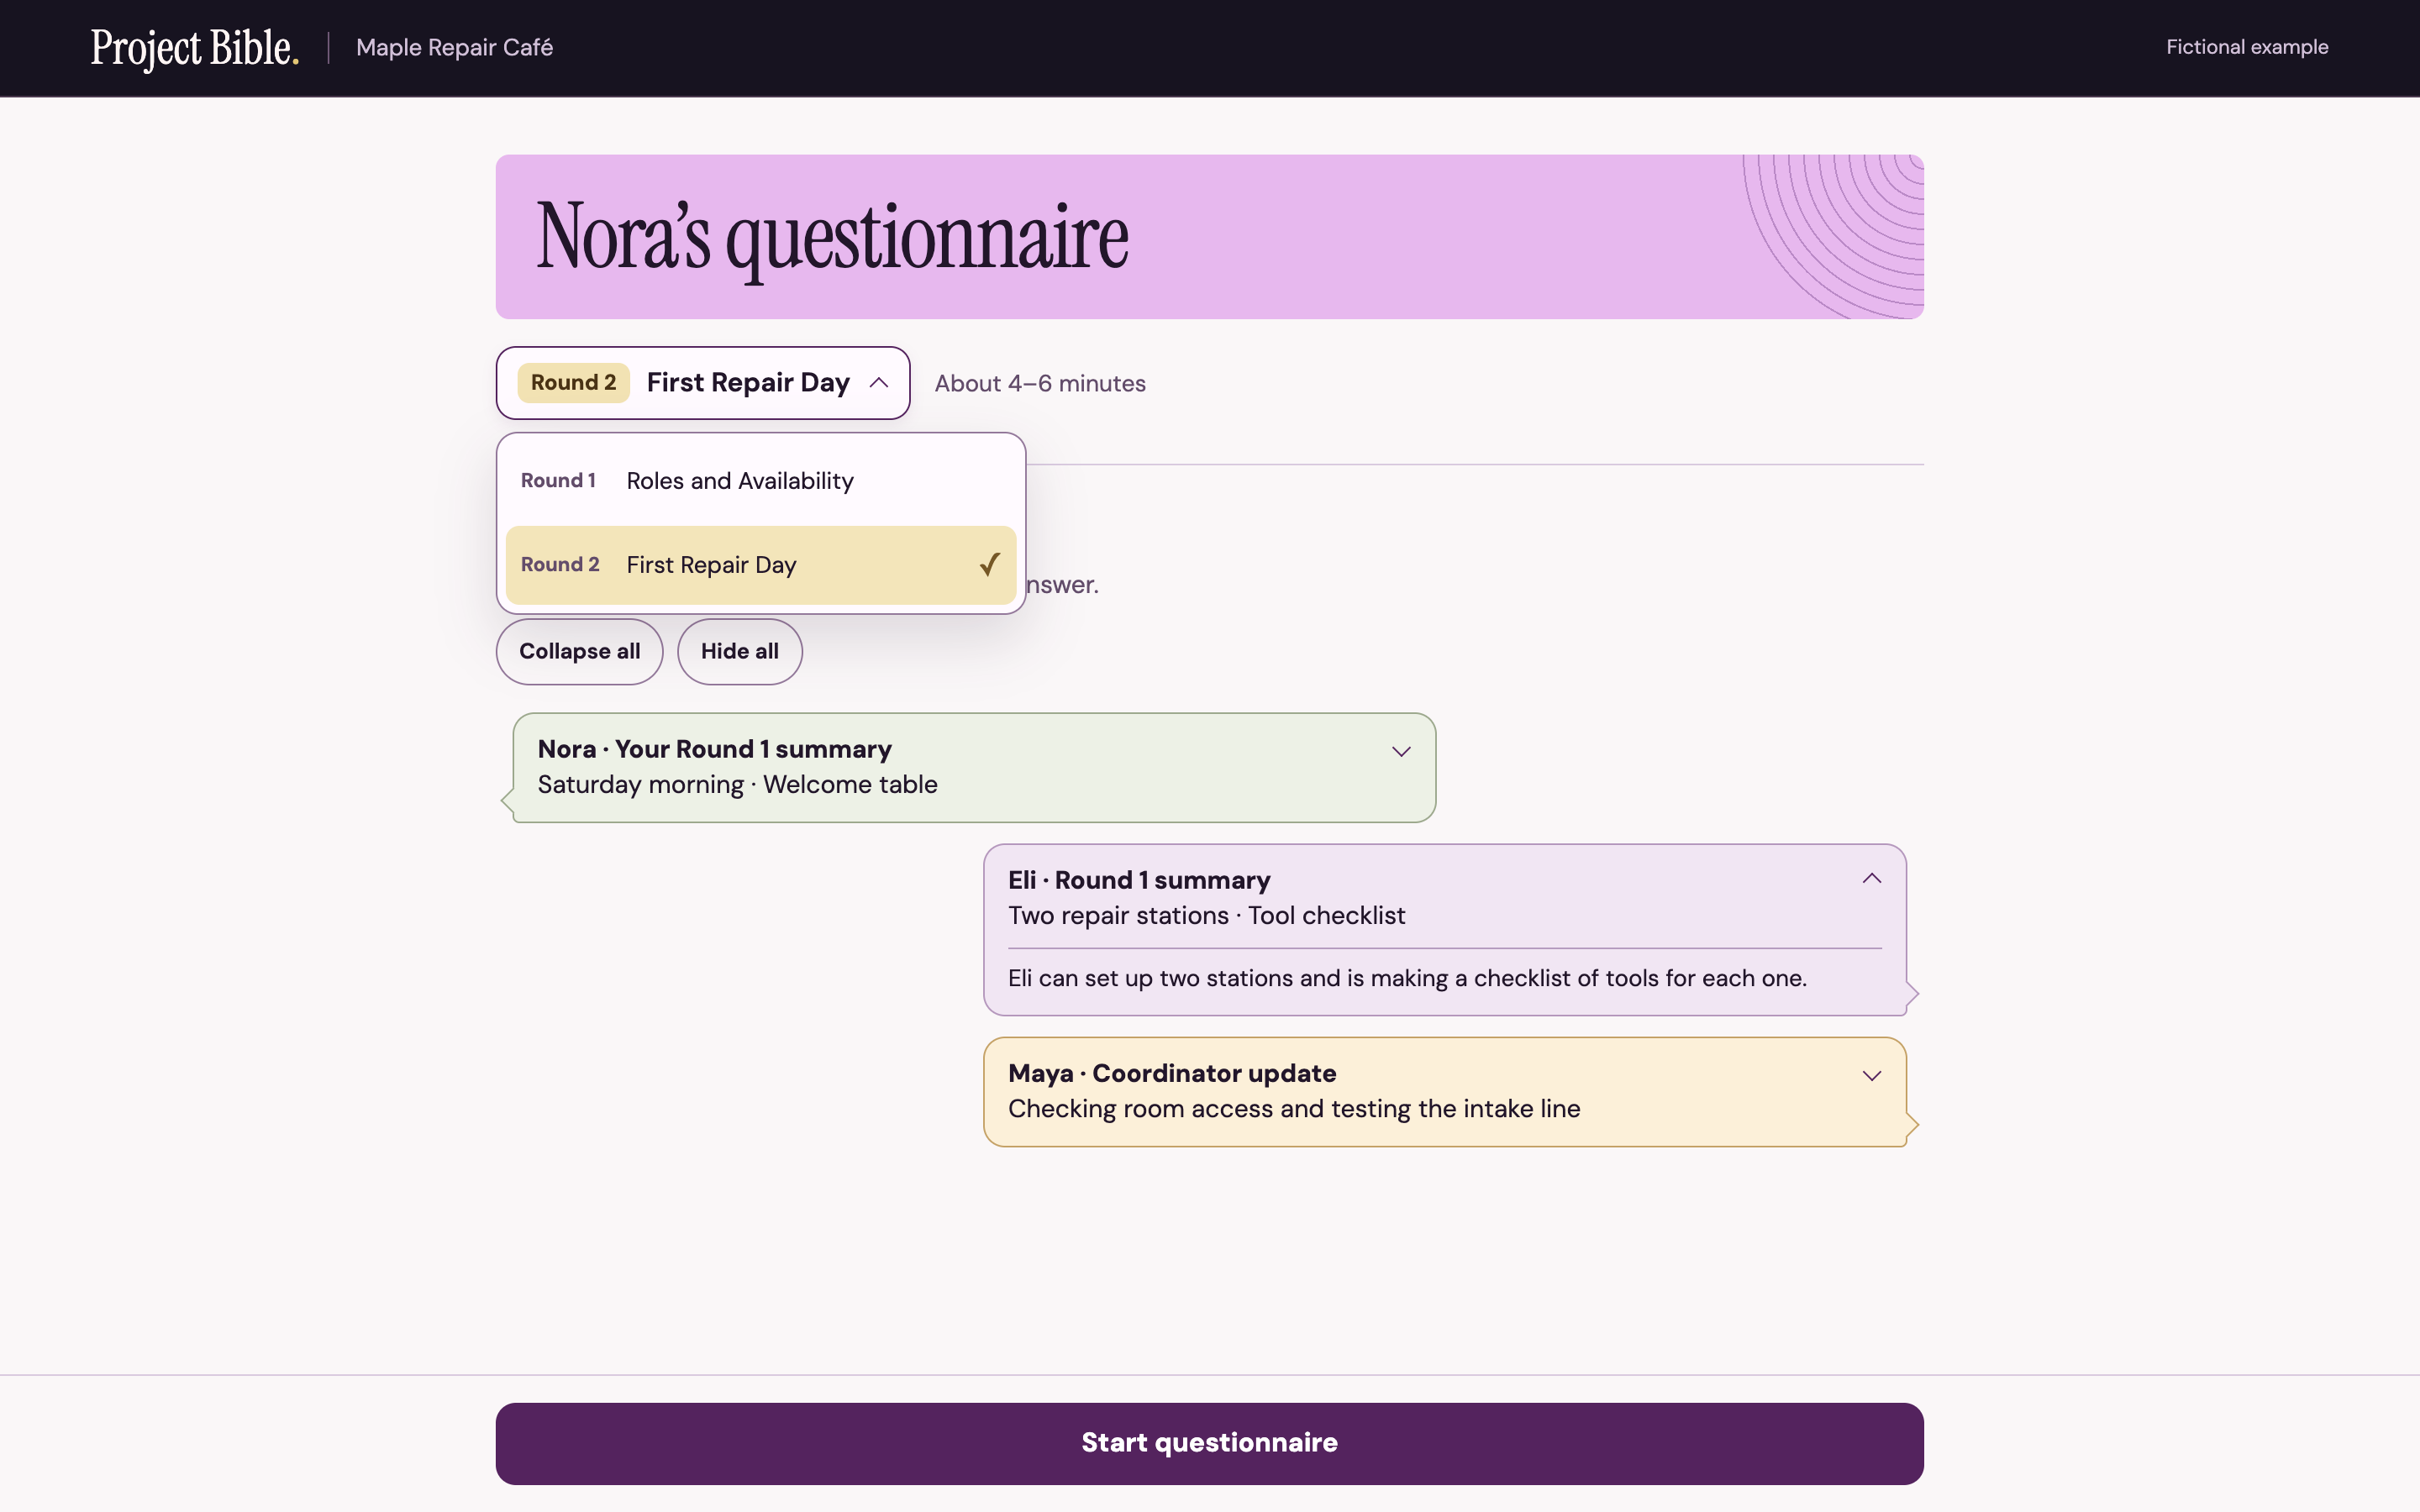 Project Bible.
Maple Repair Café
Fictional example
Nora’s questionnaire
Round 2 First Repair Day
About 4–6 minutes
Round 1 Roles and Availability
Round 2 First Repair Day ✓
nswer.
Collapse all
Hide all
Nora · Your Round 1 summary
Saturday morning · Welcome table
Eli · Round 1 summary
Two repair stations · Tool checklist
Eli can set up two stations and is making a checklist of tools for each one.
Maya · Coordinator update
Checking room access and testing the intake line
Start questionnaire